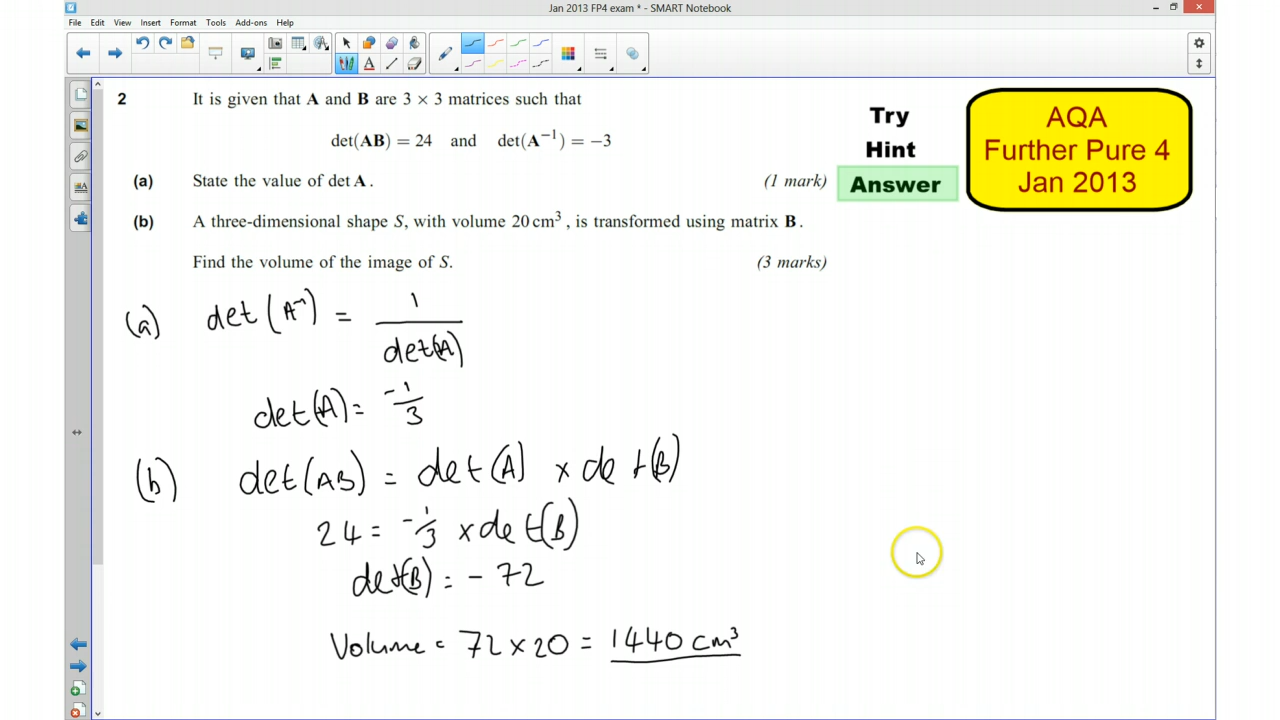 Jan 2013 FP4 exam * - SMART Notebook
File Edit View Insert Format Tools Add-ons Help
2 It is given that A and B are 3 × 3 matrices such that
det(AB) = 24 and det(A⁻¹) = −3
(a) State the value of det A. (1 mark)
(b) A three-dimensional shape S, with volume 20 cm³, is transformed using matrix B.
Find the volume of the image of S. (3 marks)
Try
Hint
Answer
AQA
Further Pure 4
Jan 2013
(a) det(A⁻¹) = 1/det(A)
det(A) = -1/3
(b) det(AB) = det(A) × det(B)
24 = -1/3 × det(B)
det(B) = - 72
Volume = 72 × 20 = 1440 cm³